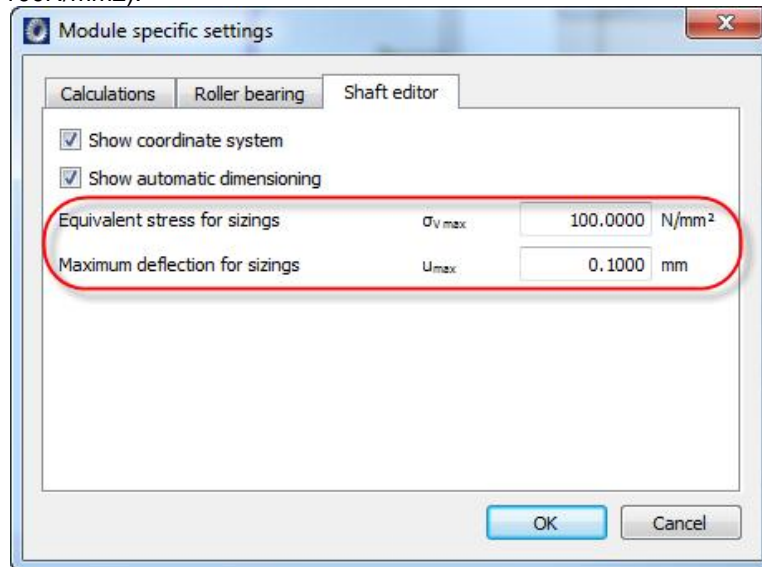 Module specific settings
Calculations Roller bearing Shaft editor
Show coordinate system
Show automatic dimensioning
Equivalent stress for sizings σV max 100.0000 N/mm²
Maximum deflection for sizings umax 0.1000 mm
OK Cancel